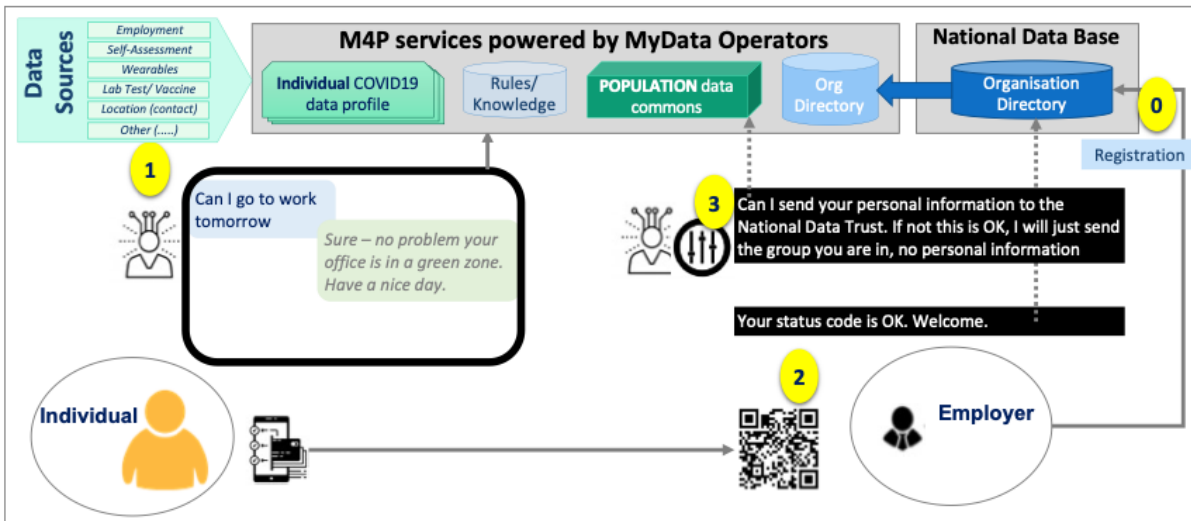 Data
Sources
Employment
Self-Assessment
Wearables
Lab Test/ Vaccine
Location (contact)
Other (.....)
M4P services powered by MyData Operators
Individual COVID19
data profile
Rules/
Knowledge
POPULATION data
commons
Org
Directory
National Data Base
Organisation
Directory
0
Registration
1
Can I go to work
tomorrow
Sure – no problem your
office is in a green zone.
Have a nice day.
3
Can I send your personal information to the
National Data Trust. If not this is OK, I will just send
the group you are in, no personal information
Your status code is OK. Welcome.
2
Individual
Employer